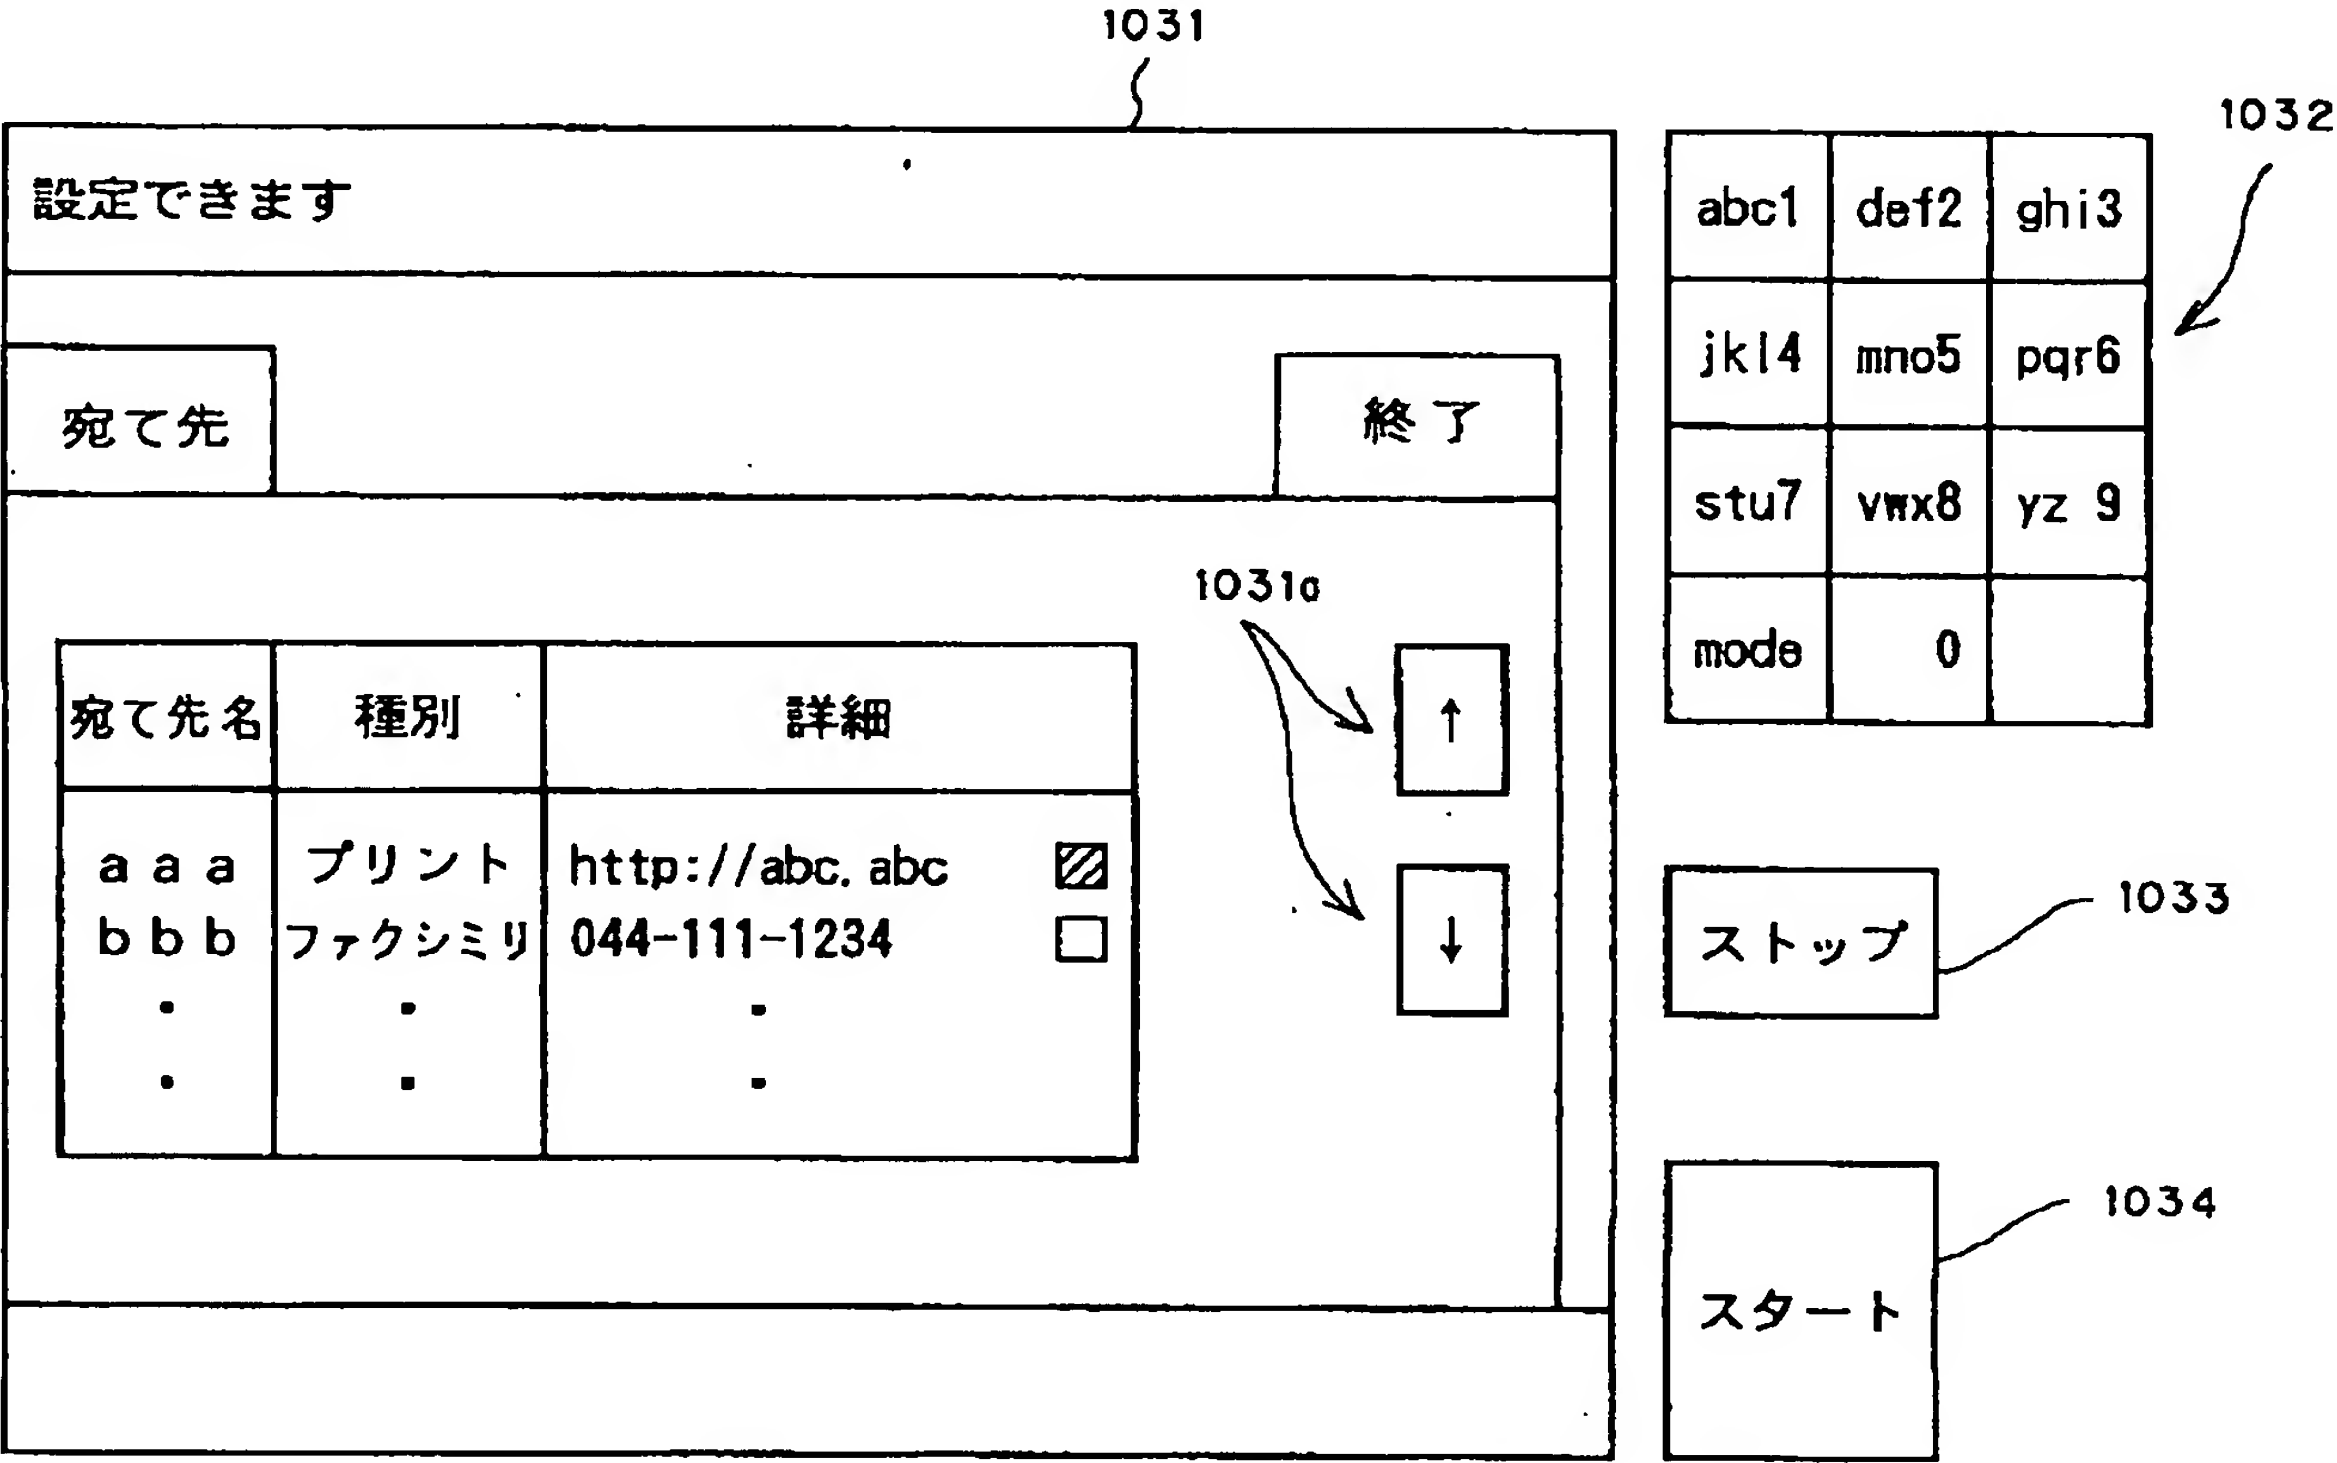 1031
1032
設定できます
宛て先
終了
1031a
宛て先名 種別 詳細
aaa プリント http://abc.abc
bbb ファクシミリ 044-111-1234
・ ・ ・
・ ・ ・
↑
↓
abc1 def2 ghi3
jkl4 mno5 pqr6
stu7 vwx8 yz 9
mode 0
ストップ
1033
スタート
1034